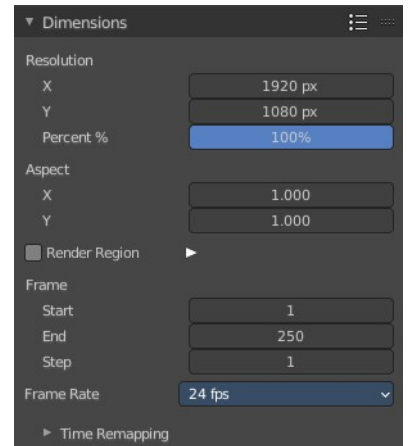 Dimensions
Resolution
X 1920 px
Y 1080 px
Percent % 100%
Aspect
X 1.000
Y 1.000
Render Region
Frame
Start 1
End 250
Step 1
Frame Rate 24 fps
Time Remapping